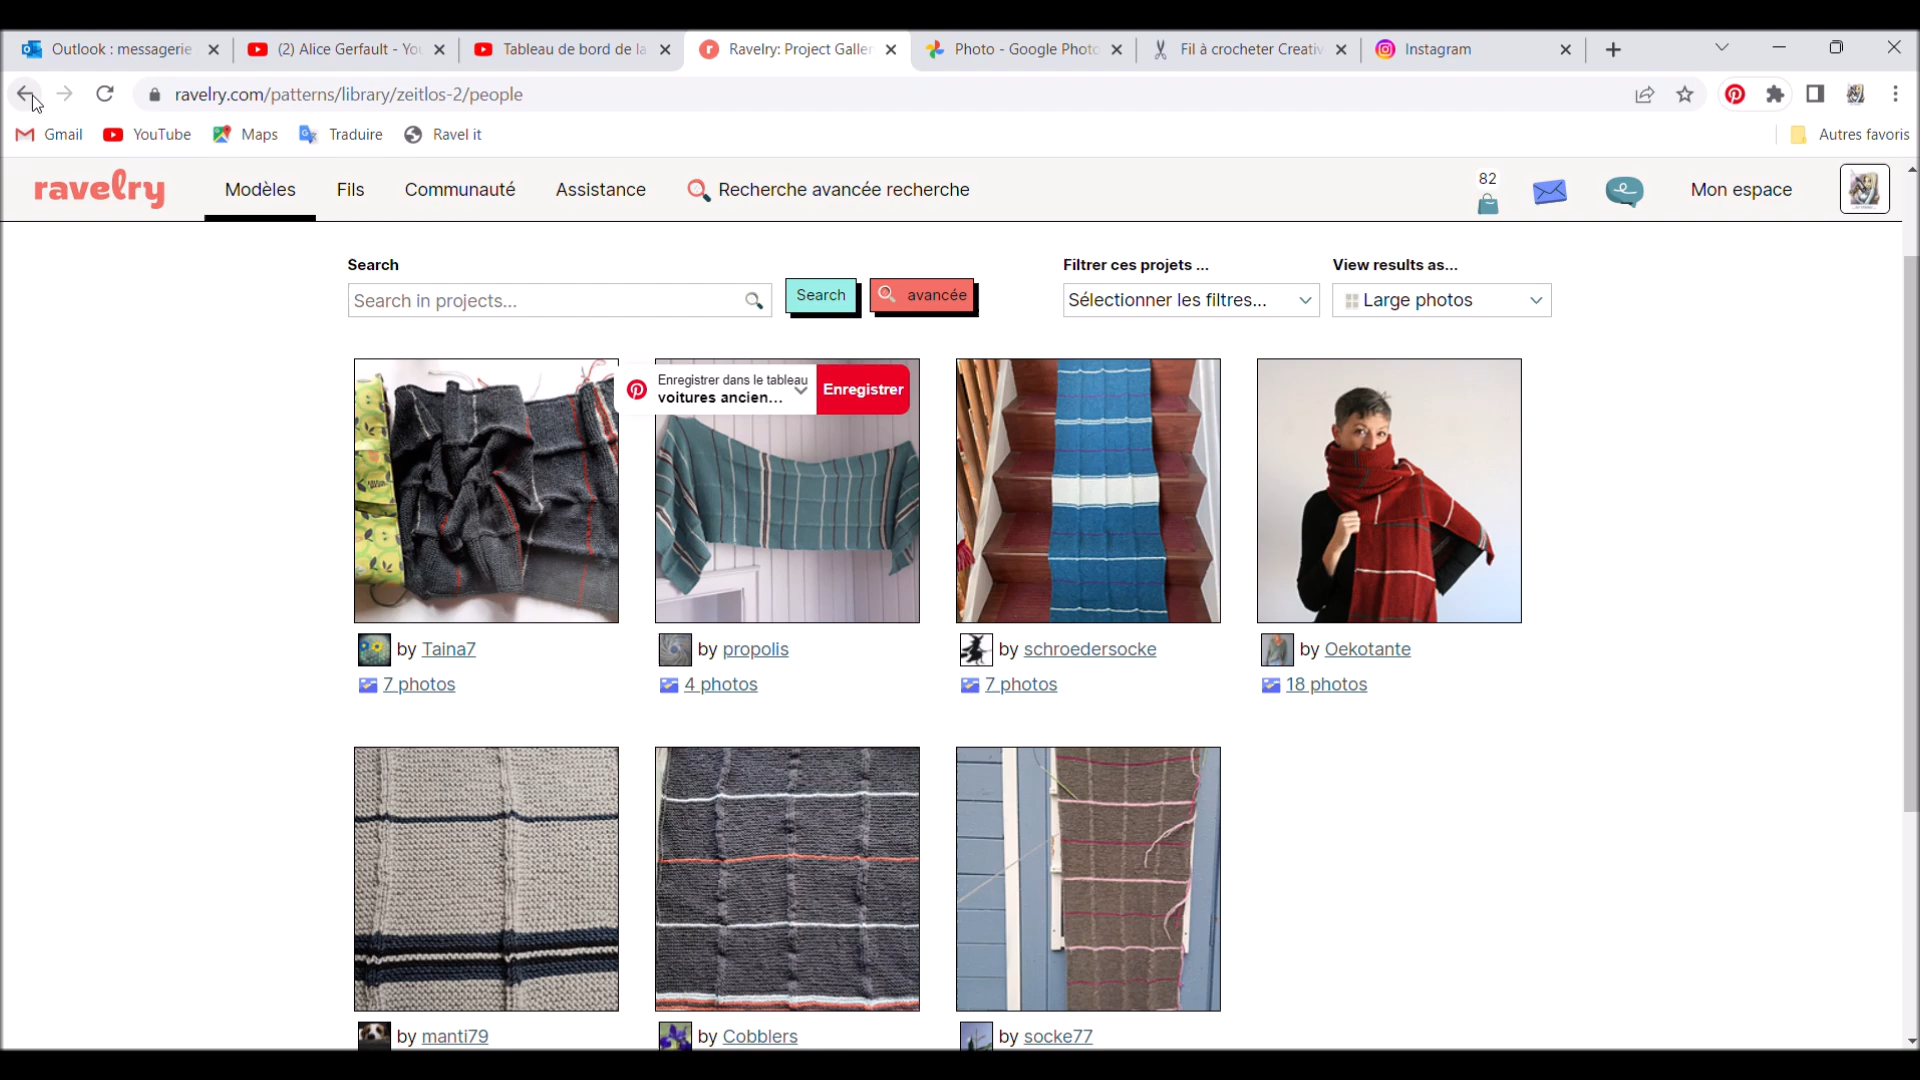 Outlook : messagerie
(2) Alice Gerfault - You
Tableau de bord de la
Ravelry: Project Galler
Photo - Google Photo
Fil à crocheter Creativ
Instagram
ravelry.com/patterns/library/zeitlos-2/people
Gmail
YouTube
Maps
Traduire
Ravel it
Autres favoris
ravelry
Modèles
Fils
Communauté
Assistance
Recherche avancée recherche
82
Mon espace
Search
Filtrer ces projets ...
View results as...
Search in projects...
Search
avancée
Sélectionner les filtres...
Large photos
Enregistrer dans le tableau
voitures ancien...
Enregistrer
by Taina7
by propolis
by schroedersocke
by Oekotante
7 photos
4 photos
7 photos
18 photos
by manti79
by Cobblers
by socke77